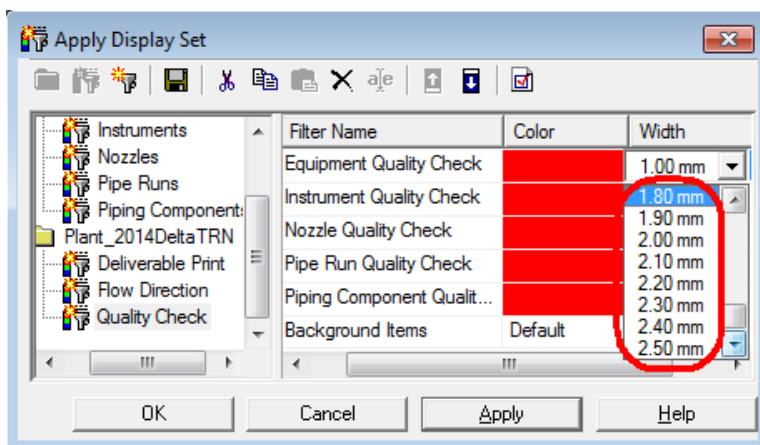 Apply Display Set
Instruments
Nozzles
Pipe Runs
Piping Component
Plant_2014DeltaTRN
Deliverable Print
Flow Direction
Quality Check
Filter Name Color Width
Equipment Quality Check 1.00 mm
Instrument Quality Check
Nozzle Quality Check
Pipe Run Quality Check
Piping Component Qualit...
Background Items Default
1.80 mm
1.90 mm
2.00 mm
2.10 mm
2.20 mm
2.30 mm
2.40 mm
2.50 mm
OK Cancel Apply Help